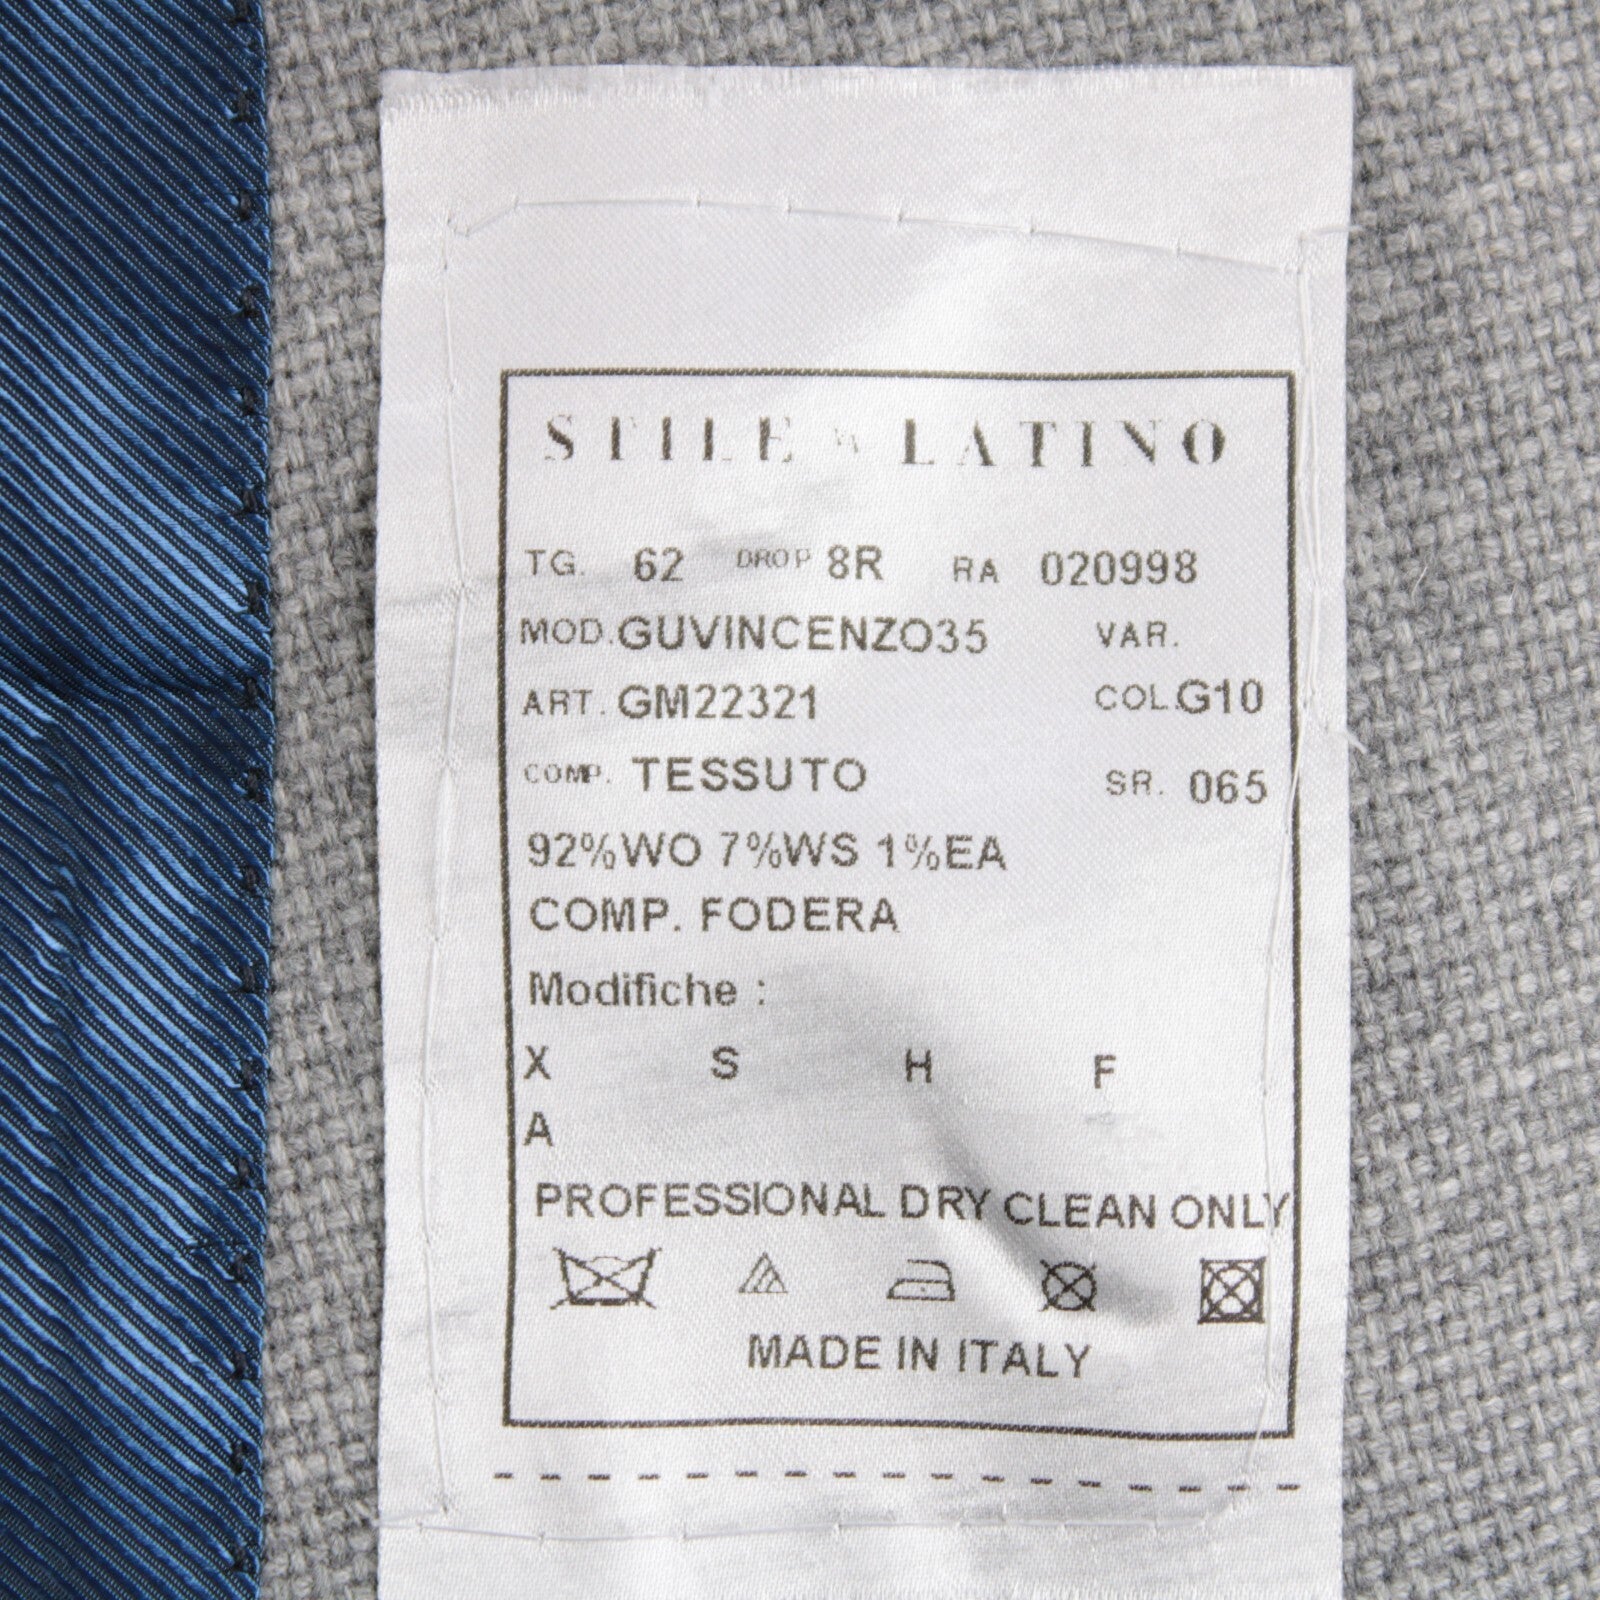 STILE LATINO
TG. 62 DROP 8R RA 020998
MOD. GUVINCENZO35 VAR.
ART. GM22321 COL. G10
COMP. TESSUTO SR. 065
92%WO 7%WS 1%EA
COMP. FODERA
Modifiche :
X S H F
A
PROFESSIONAL DRY CLEAN ONLY
MADE IN ITALY